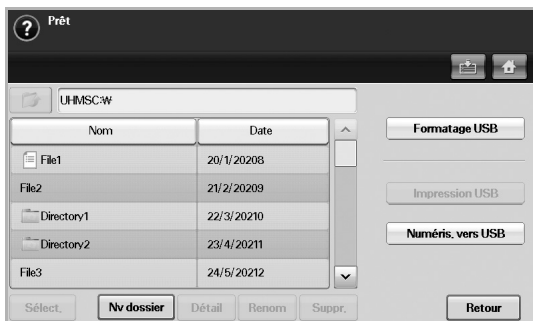 Prêt
UHMSC:₩
Nom Date
File1 20/1/20208
File2 21/2/20209
Directory1 22/3/20210
Directory2 23/4/20211
File3 24/5/20212
Formatage USB
Impression USB
Numéris. vers USB
Sélect. Nv dossier Détail Renom Suppr. Retour